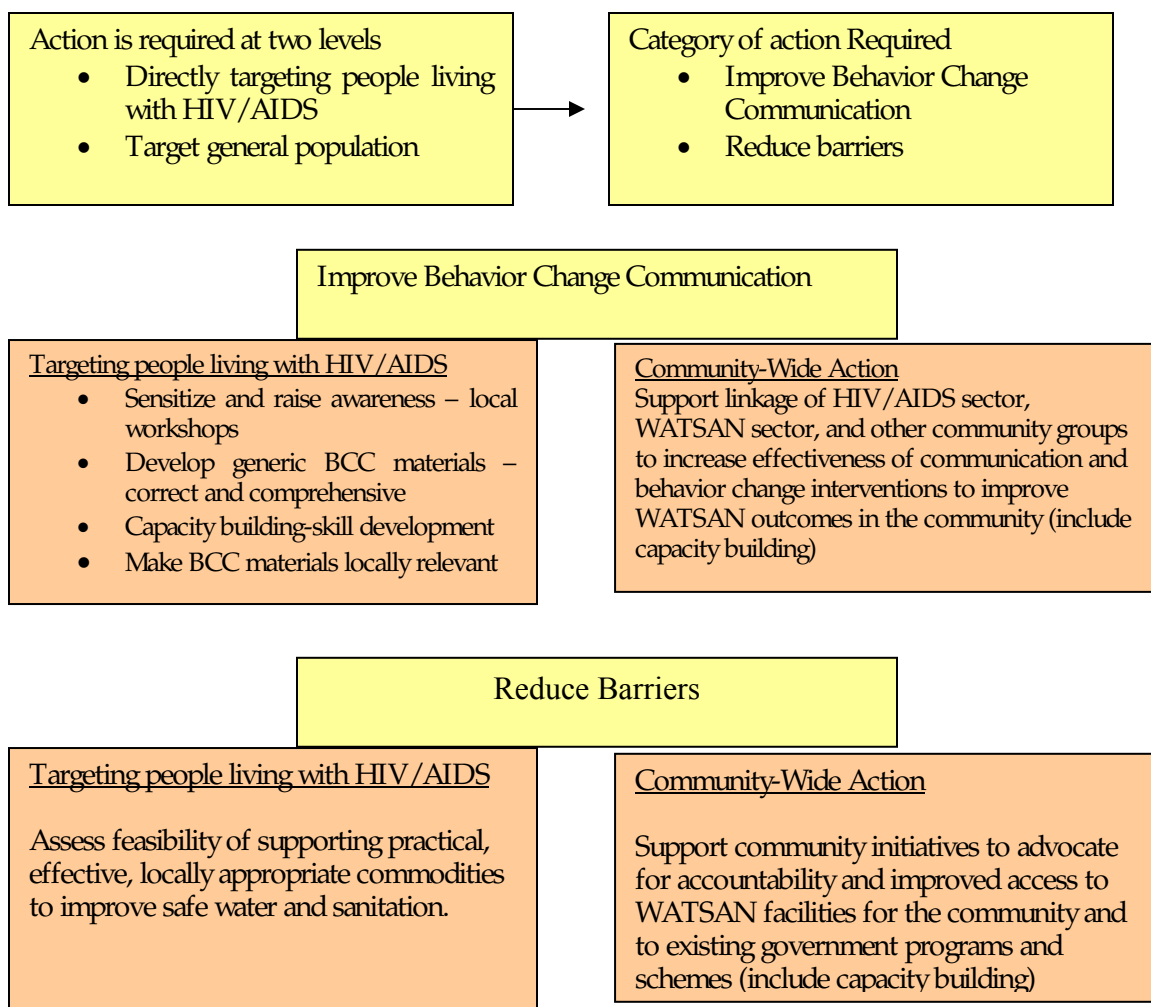 Action is required at two levels
• Directly targeting people living
with HIV/AIDS
• Target general population
Category of action Required
• Improve Behavior Change
Communication
• Reduce barriers
Improve Behavior Change Communication
Targeting people living with HIV/AIDS
• Sensitize and raise awareness – local
workshops
• Develop generic BCC materials –
correct and comprehensive
• Capacity building-skill development
• Make BCC materials locally relevant
Community-Wide Action
Support linkage of HIV/AIDS sector,
WATSAN sector, and other community groups
to increase effectiveness of communication and
behavior change interventions to improve
WATSAN outcomes in the community (include
capacity building)
Reduce Barriers
Targeting people living with HIV/AIDS
Assess feasibility of supporting practical,
effective, locally appropriate commodities
to improve safe water and sanitation.
Community-Wide Action
Support community initiatives to advocate
for accountability and improved access to
WATSAN facilities for the community and
to existing government programs and
schemes (include capacity building)